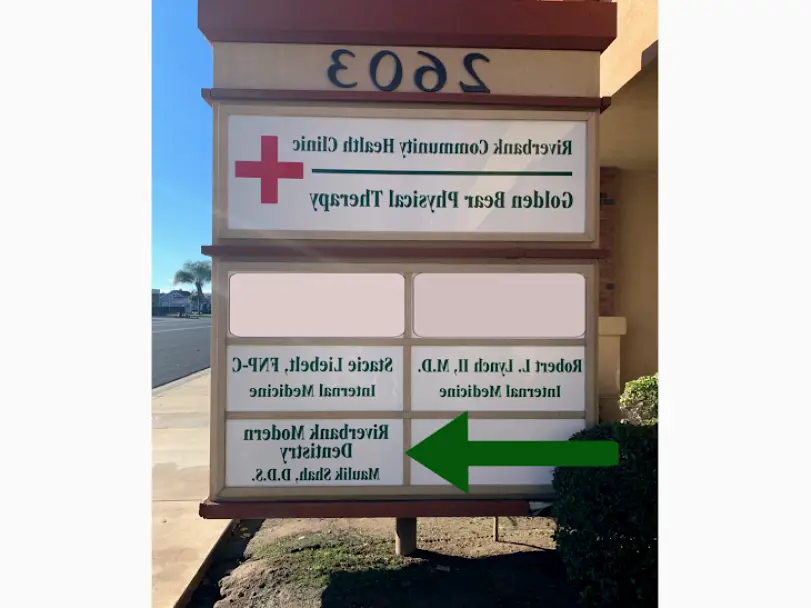 2603
Riverbank Community Health Clinic
Golden Bear Physical Therapy
Robert L. Lynch II, M.D.
Internal Medicine
Stacie Liebelt, FNP-C
Internal Medicine
Riverbank Modern
Dentistry
Maulik Shah, D.D.S.